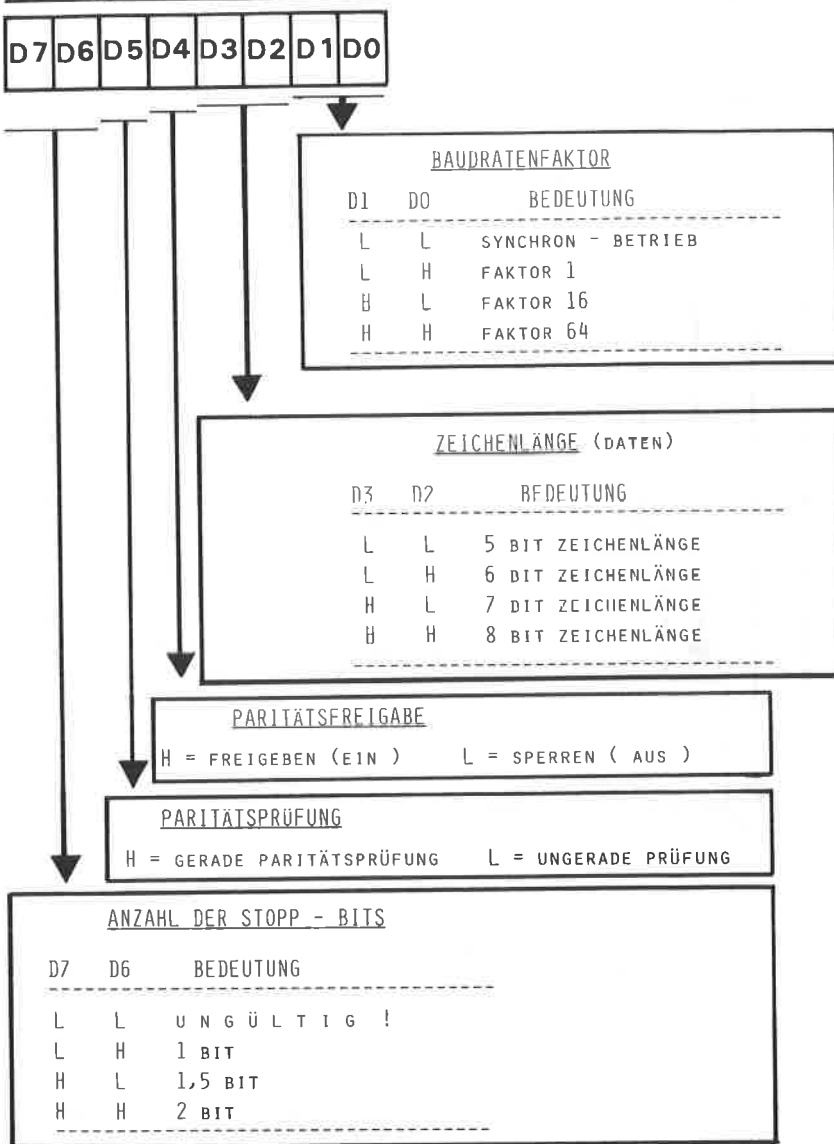 D7 D6 D5 D4 D3 D2 D1 D0
BAUDRATENFAKTOR
D1 D0 BEDEUTUNG
L L SYNCHRON - BETRIEB
L H FAKTOR 1
H L FAKTOR 16
H H FAKTOR 64
ZEICHENLÄNGE (DATEN)
D3 D2 BEDEUTUNG
L L 5 BIT ZEICHENLÄNGE
L H 6 BIT ZEICHENLÄNGE
H L 7 BIT ZEICHENLÄNGE
H H 8 BIT ZEICHENLÄNGE
PARITÄTSFREIGABE
H = FREIGEBEN (EIN ) L = SPERREN ( AUS )
PARITÄTSPRÜFUNG
H = GERADE PARITÄTSPRÜFUNG L = UNGERADE PRÜFUNG
ANZAHL DER STOPP - BITS
D7 D6 BEDEUTUNG
L L U N G Ü L T I G !
L H 1 BIT
H L 1,5 BIT
H H 2 BIT